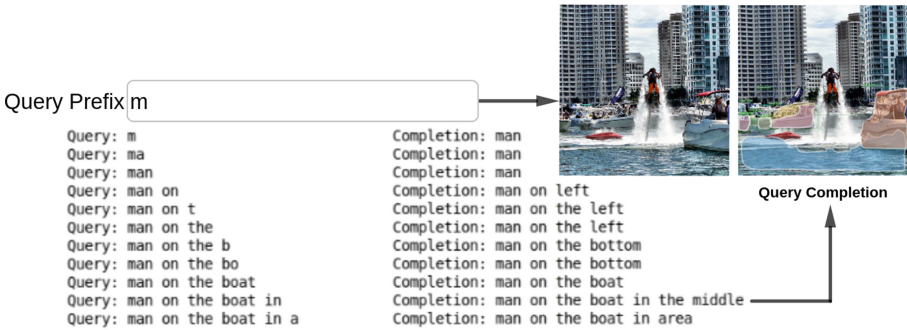 Query Prefix m
Query: m Completion: man
Query: ma Completion: man
Query: man Completion: man
Query: man on Completion: man on left
Query: man on t Completion: man on the left
Query: man on the Completion: man on the left
Query: man on the b Completion: man on the bottom
Query: man on the bo Completion: man on the bottom
Query: man on the boat Completion: man on the boat
Query: man on the boat in Completion: man on the boat in the middle
Query: man on the boat in a Completion: man on the boat in area
Query Completion